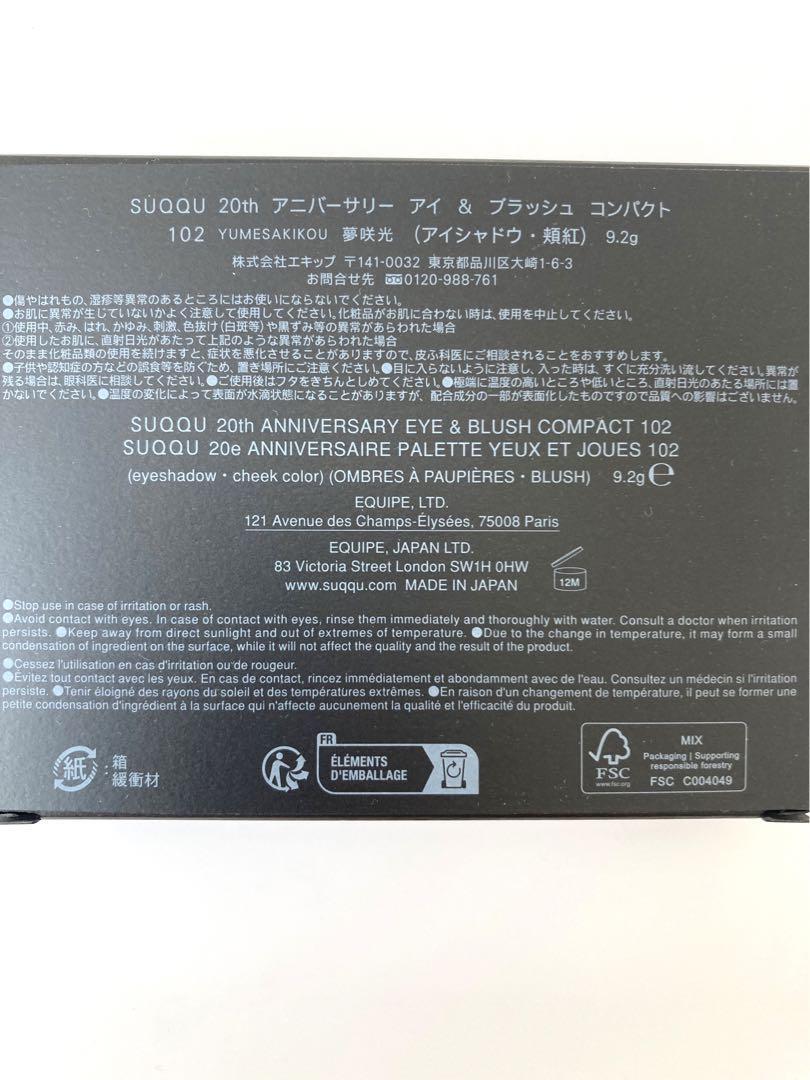 SUQQU 20th アニバーサリー アイ ＆ ブラッシュ コンパクト
102 YUMESAKIKOU 夢咲光 （アイシャドウ・頬紅） 9.2g
株式会社エキップ 〒141-0032 東京都品川区大崎1-6-3
お問合せ先 0120-988-761
●傷やはれもの、湿疹等異常のあるところにはお使いにならないでください。
●お肌に異常が生じていないかよく注意して使用してください。化粧品がお肌に合わない時は、使用を中止してください。
①使用中、赤み、はれ、かゆみ、刺激、色抜け（白斑等）や黒ずみ等の異常があらわれた場合
②使用したお肌に、直射日光があたって上記のような異常があらわれた場合
そのまま化粧品類の使用を続けますと、症状を悪化させることがありますので、皮ふ科医にご相談されることをおすすめします。
●子供や認知症の方などの誤食等を防ぐため、置き場所にご注意ください。●目に入らないように注意し、入った時は、すぐに充分洗い流してください。異常が
残る場合は、眼科医に相談してください。●ご使用後はフタをきちんとしめてください。●極端に温度の高いところや低いところ、直射日光のあたる場所には置
かないでください。●温度の変化によって表面が水滴状態になることがありますが、配合成分の一部が表面化したものですので品質への影響はございません。
SUQQU 20th ANNIVERSARY EYE & BLUSH COMPACT 102
SUQQU 20e ANNIVERSAIRE PALETTE YEUX ET JOUES 102
(eyeshadow・cheek color) (OMBRES À PAUPIÈRES・BLUSH) 9.2g ℮
EQUIPE, LTD.
121 Avenue des Champs-Élysées, 75008 Paris
EQUIPE, JAPAN LTD.
83 Victoria Street London SW1H 0HW
www.suqqu.com MADE IN JAPAN
12M
●Stop use in case of irritation or rash.
●Avoid contact with eyes. In case of contact with eyes, rinse them immediately and thoroughly with water. Consult a doctor when irritation
persists. ●Keep away from direct sunlight and out of extremes of temperature. ●Due to the change in temperature, it may form a small
condensation of ingredient on the surface, while it will not affect the quality and the result of the product.
●Cessez l'utilisation en cas d'irritation ou de rougeur.
●Évitez tout contact avec les yeux. En cas de contact, rincez immédiatement et abondamment avec de l'eau. Consultez un médecin si l'irritation
persiste. ●Tenir éloigné des rayons du soleil et des températures extrêmes. ●En raison d'un changement de température, il peut se former une
petite condensation d'ingrédient à la surface qui n'affecte aucunement la qualité et l'efficacité du produit.
紙 :箱
緩衝材
FR
ÉLÉMENTS
D'EMBALLAGE
FSC
www.fsc.org
MIX
Packaging | Supporting
responsible forestry
FSC C004049